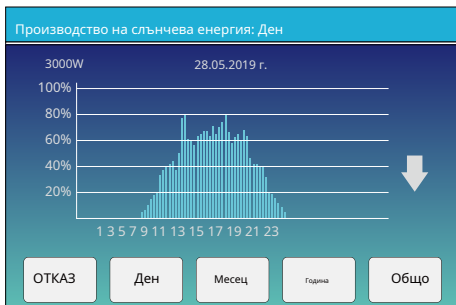 Производство на слънчева енергия: Ден
3000W 28.05.2019 г.
100%
80%
60%
40%
20%
1 3 5 7 9 11 13 15 17 19 21 23
ОТКАЗ Ден Месец Година Общо